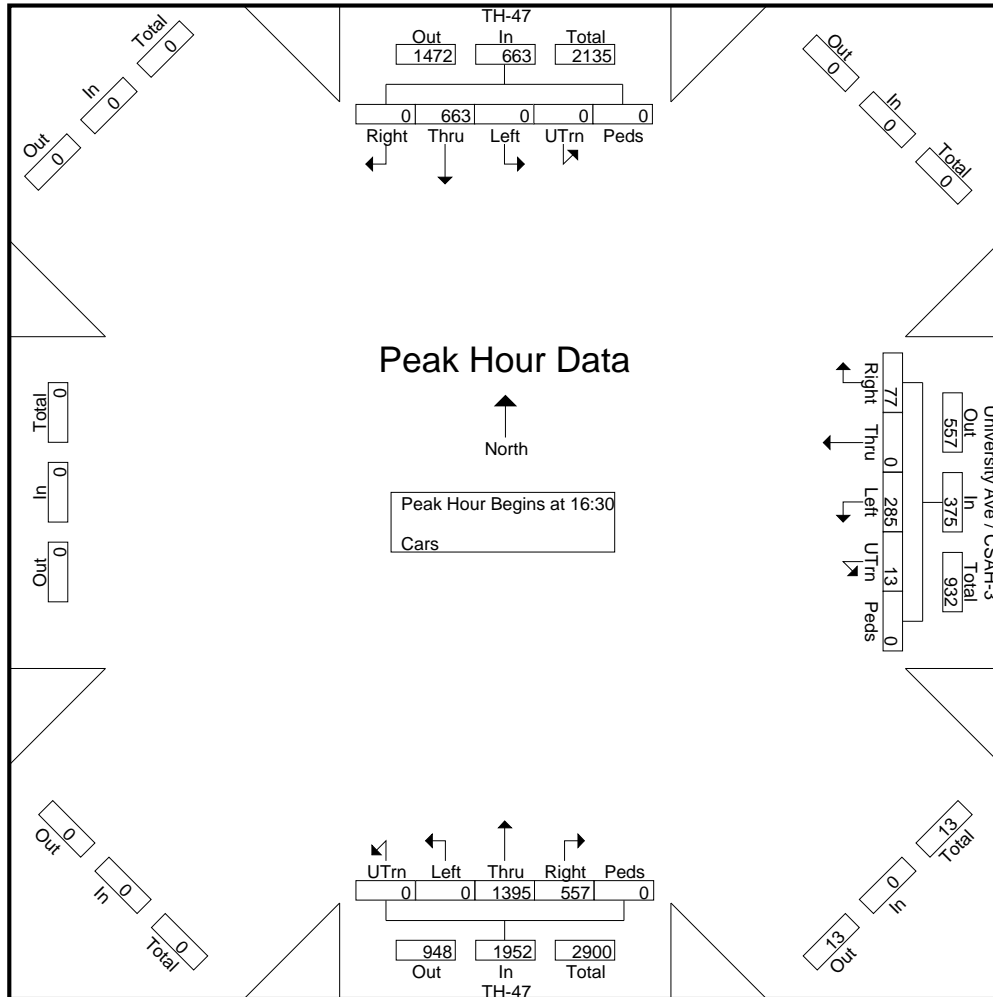 TH-47
Out In Total
1472 663 2135
0 663 0 0 0
Right Thru Left UTrn Peds
Total
0
In
0
Out
0
Out
0
In
0
Total
0
Peak Hour Data
North
Peak Hour Begins at 16:30
Cars
Total
0
In
0
Out
0
University Ave / CSAH-3
Out In Total
557 375 932
77 0 285 13 0
Right Thru Left UTrn Peds
Out
0
In
0
Total
0
13
Total
0
In
13
Out
UTrn Left Thru Right Peds
0 0 1395 557 0
948 1952 2900
Out In Total
TH-47